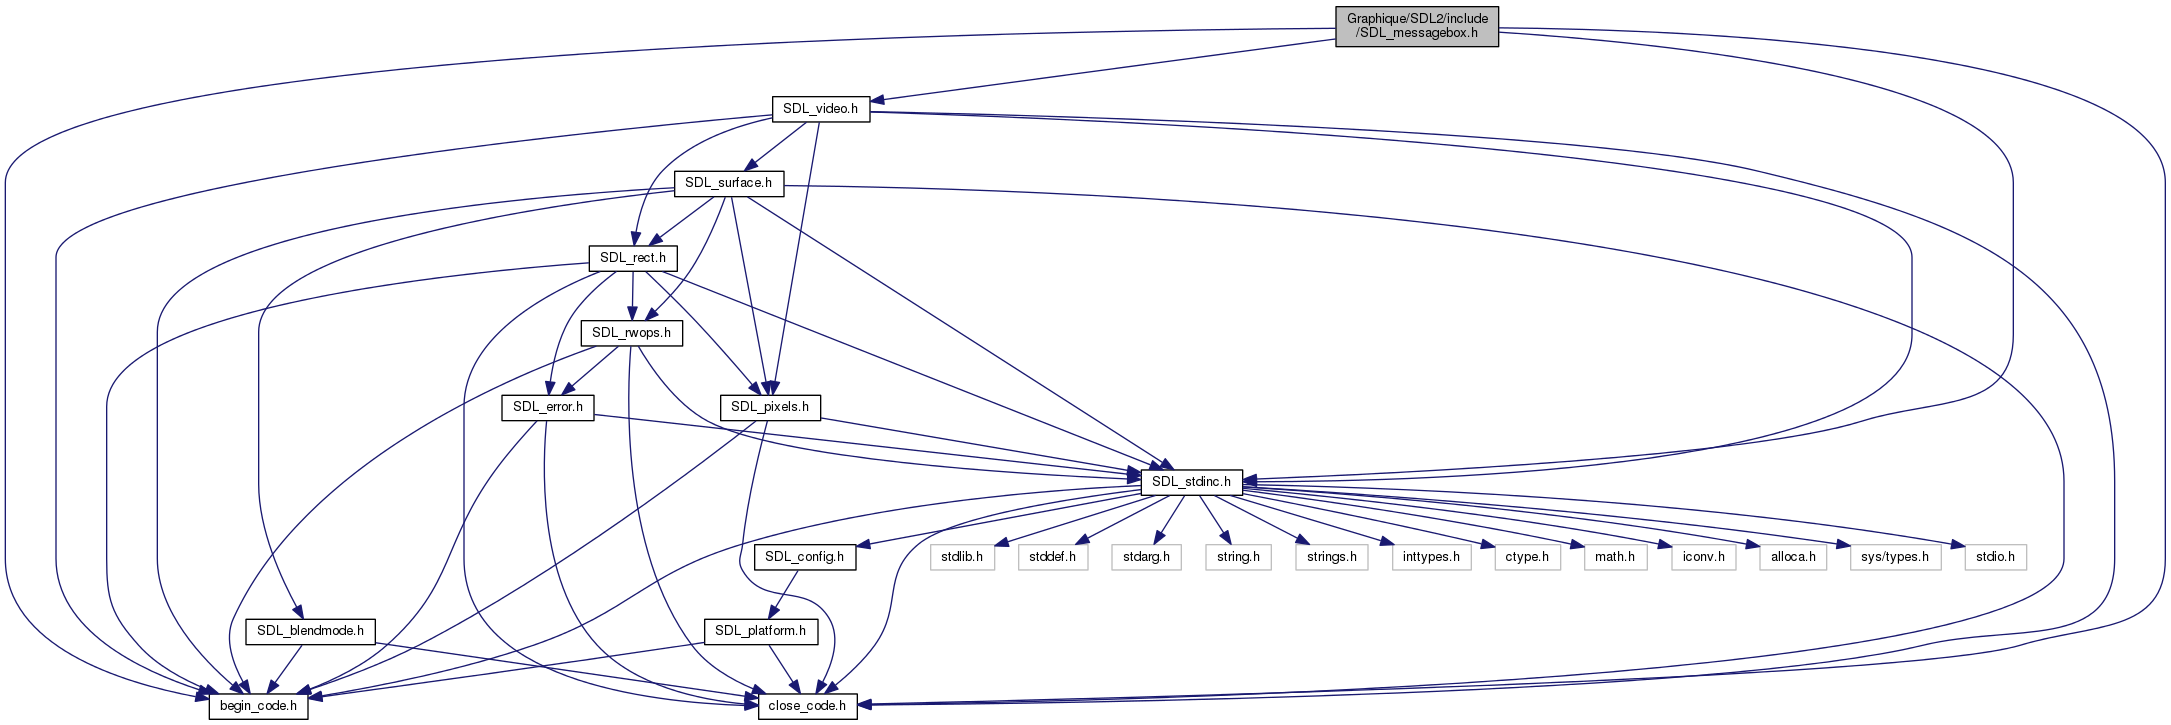 Graphique/SDL2/include
/SDL_messagebox.h
SDL_video.h
SDL_surface.h
SDL_rect.h
SDL_rwops.h
SDL_error.h
SDL_pixels.h
SDL_stdinc.h
SDL_config.h
stdlib.h
stddef.h
stdarg.h
string.h
strings.h
inttypes.h
ctype.h
math.h
iconv.h
alloca.h
sys/types.h
stdio.h
SDL_blendmode.h
SDL_platform.h
begin_code.h
close_code.h